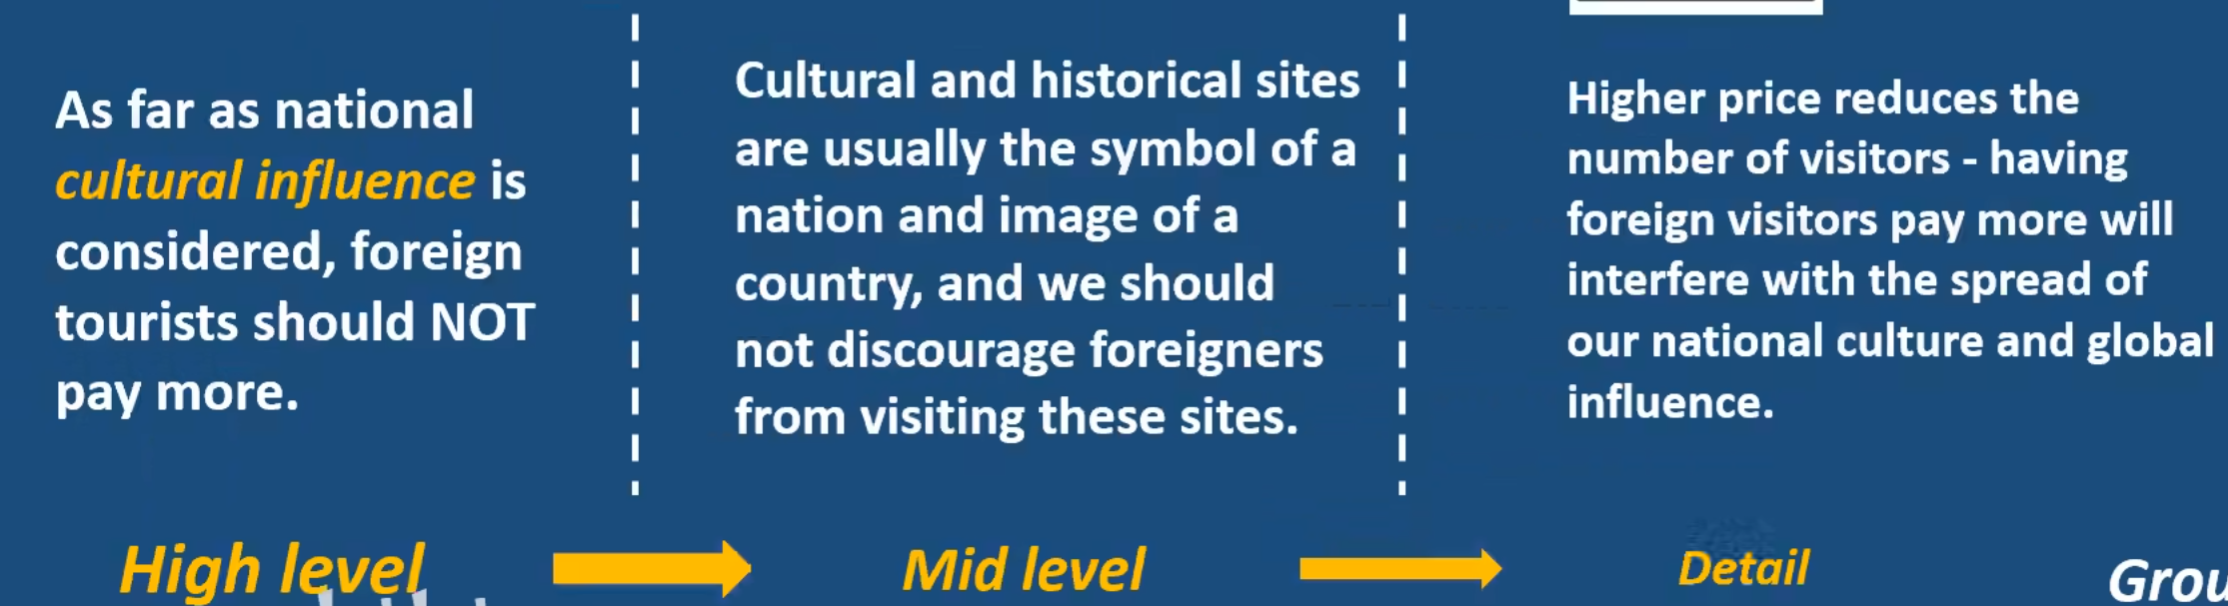 As far as national
cultural influence is
considered, foreign
tourists should NOT
pay more.
Cultural and historical sites
are usually the symbol of a
nation and image of a
country, and we should
not discourage foreigners
from visiting these sites.
Higher price reduces the
number of visitors - having
foreign visitors pay more will
interfere with the spread of
our national culture and global
influence.
High level
Mid level
Detail